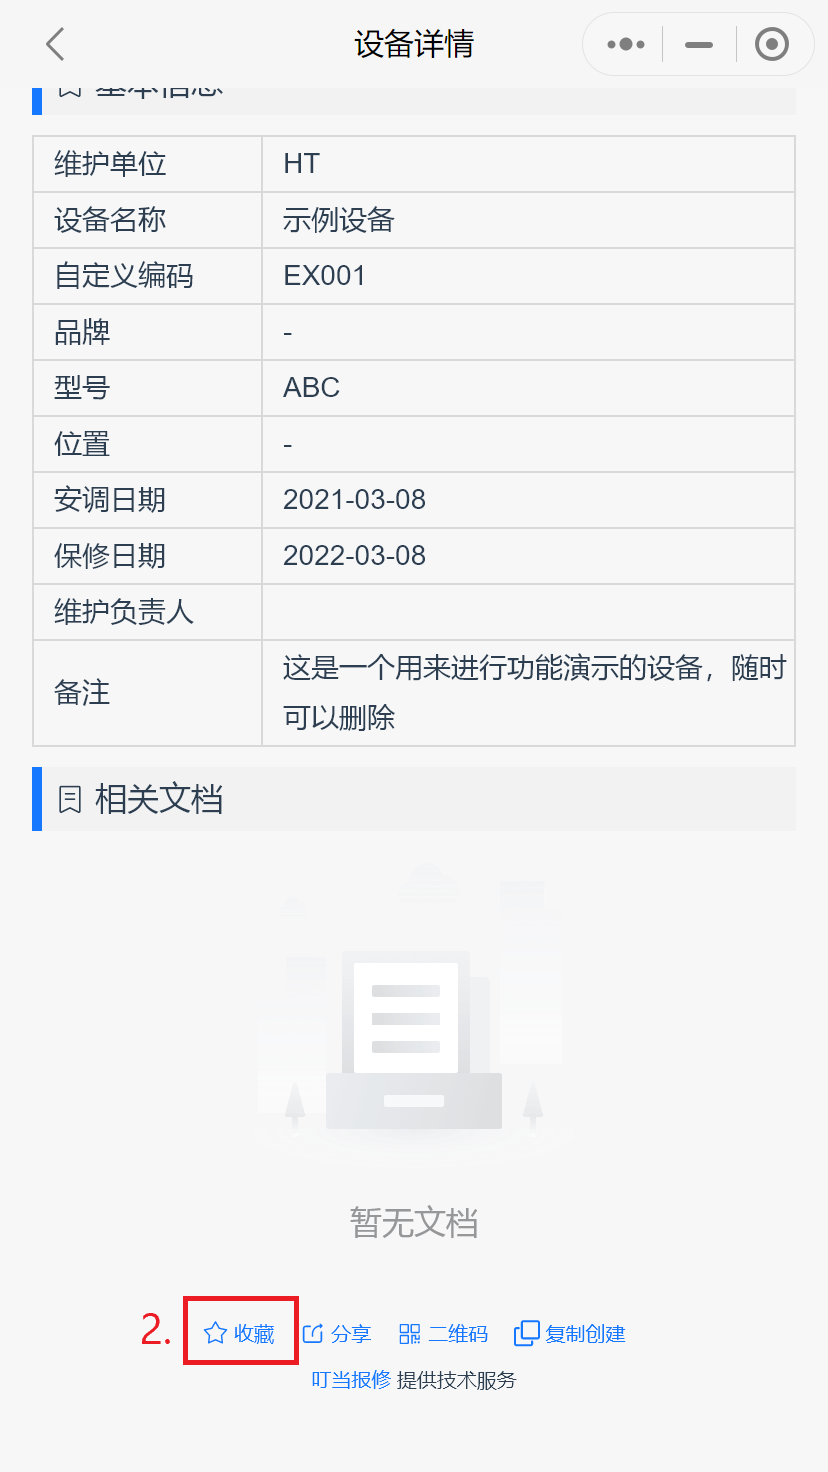 设备详情
基本信息
维护单位 HT
设备名称 示例设备
自定义编码 EX001
品牌 -
型号 ABC
位置 -
安调日期 2021-03-08
保修日期 2022-03-08
维护负责人
备注 这是一个用来进行功能演示的设备，随时
可以删除
相关文档
暂无文档
2. 收藏 分享 二维码 复制创建
叮当报修 提供技术服务